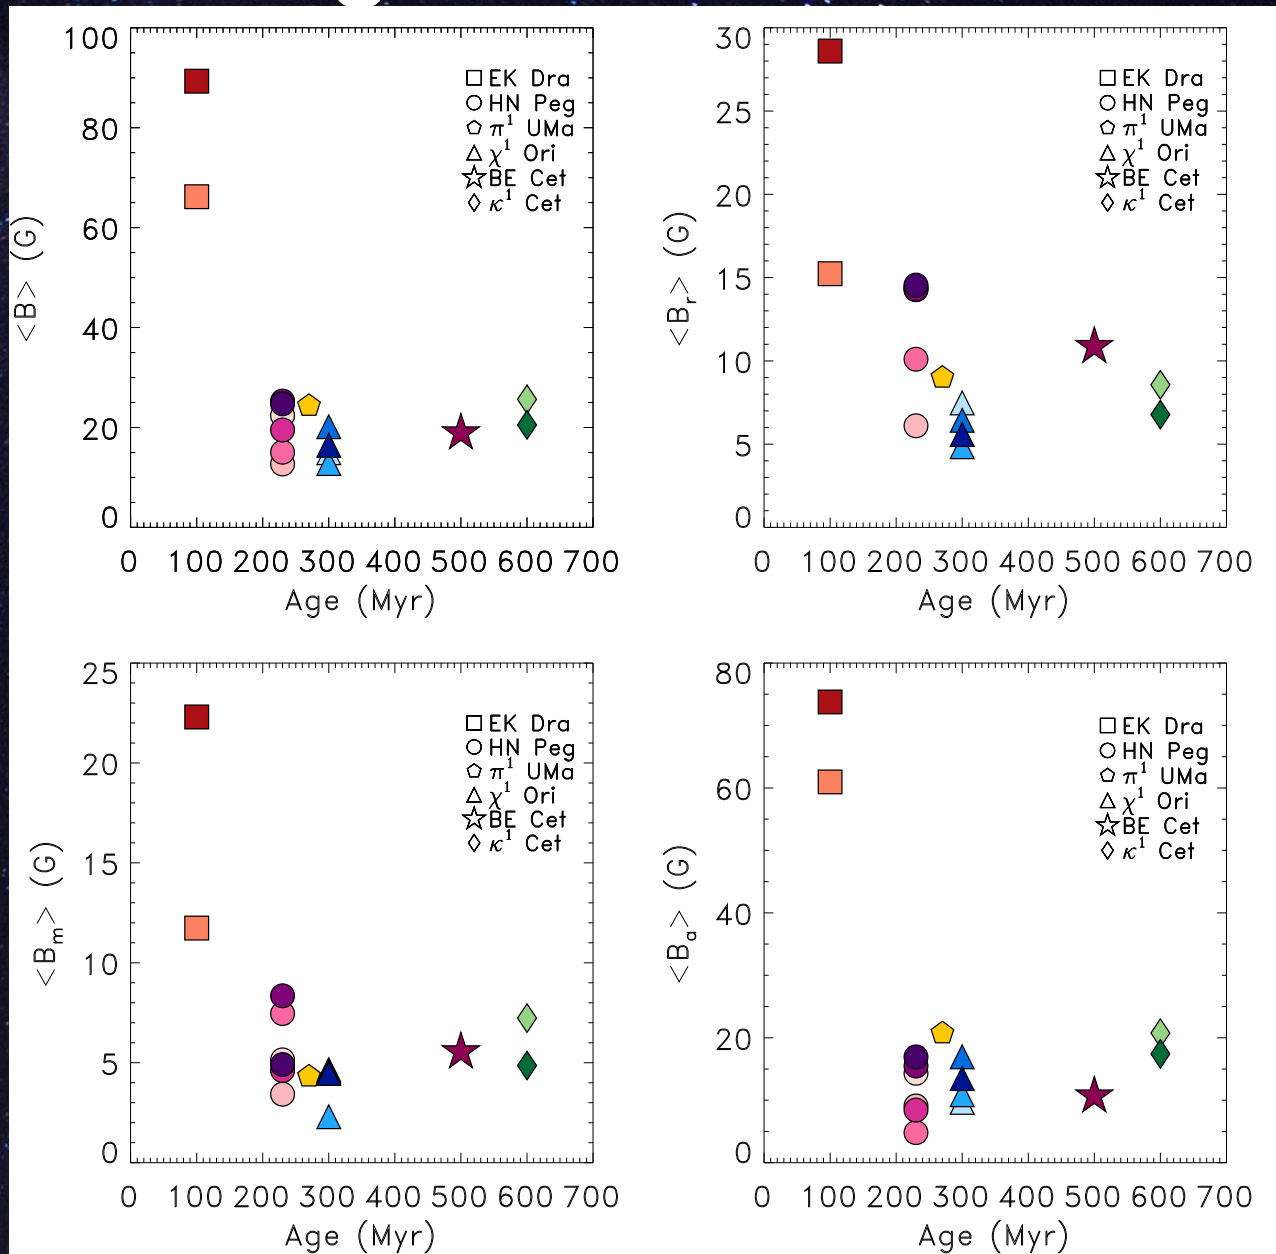 100
80
60
40
20
0
<B> (G)
□ EK Dra
○ HN Peg
⬠ π¹ UMa
△ χ¹ Ori
☆ BE Cet
◇ κ¹ Cet
0 100 200 300 400 500 600 700
Age (Myr)
30
25
20
15
10
5
0
<Bᵣ> (G)
□ EK Dra
○ HN Peg
⬠ π¹ UMa
△ χ¹ Ori
☆ BE Cet
◇ κ¹ Cet
0 100 200 300 400 500 600 700
Age (Myr)
25
20
15
10
5
0
<Bₘ> (G)
□ EK Dra
○ HN Peg
⬠ π¹ UMa
△ χ¹ Ori
☆ BE Cet
◇ κ¹ Cet
0 100 200 300 400 500 600 700
Age (Myr)
80
60
40
20
0
<Bₐ> (G)
□ EK Dra
○ HN Peg
⬠ π¹ UMa
△ χ¹ Ori
☆ BE Cet
◇ κ¹ Cet
0 100 200 300 400 500 600 700
Age (Myr)